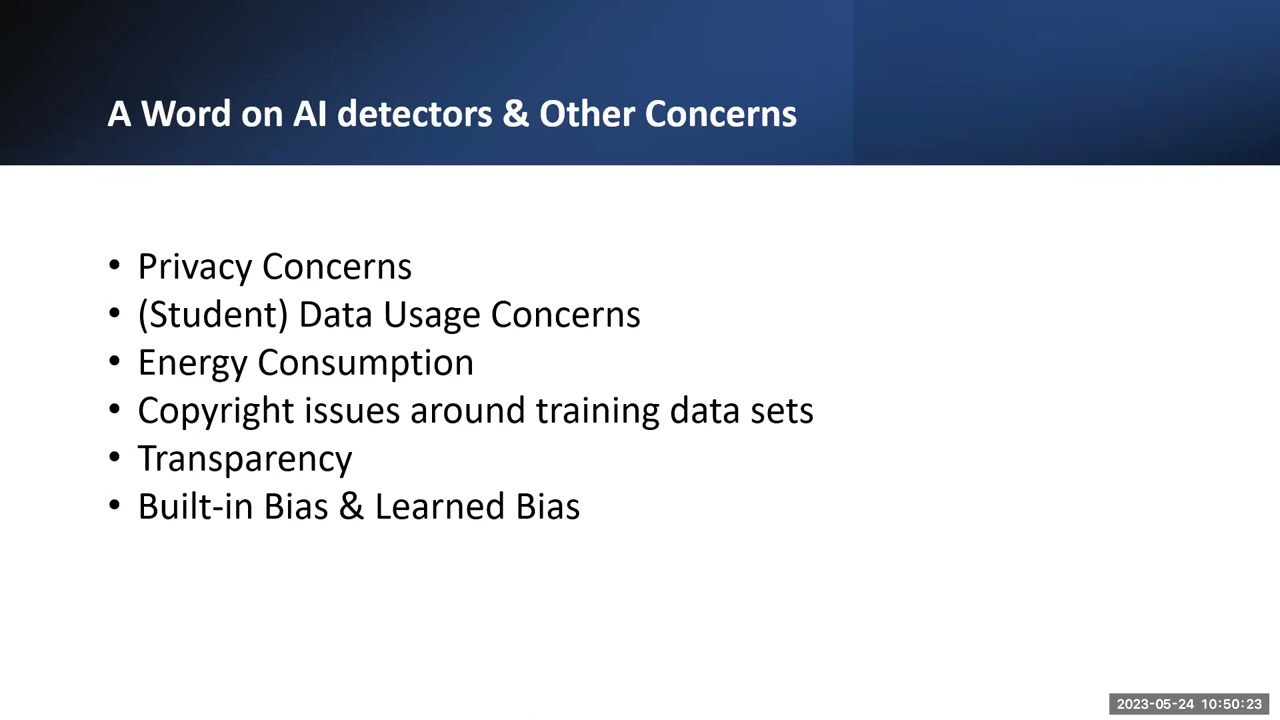 A Word on AI detectors & Other Concerns
• Privacy Concerns
• (Student) Data Usage Concerns
• Energy Consumption
• Copyright issues around training data sets
• Transparency
• Built-in Bias & Learned Bias
2023-05-24 10:50:23